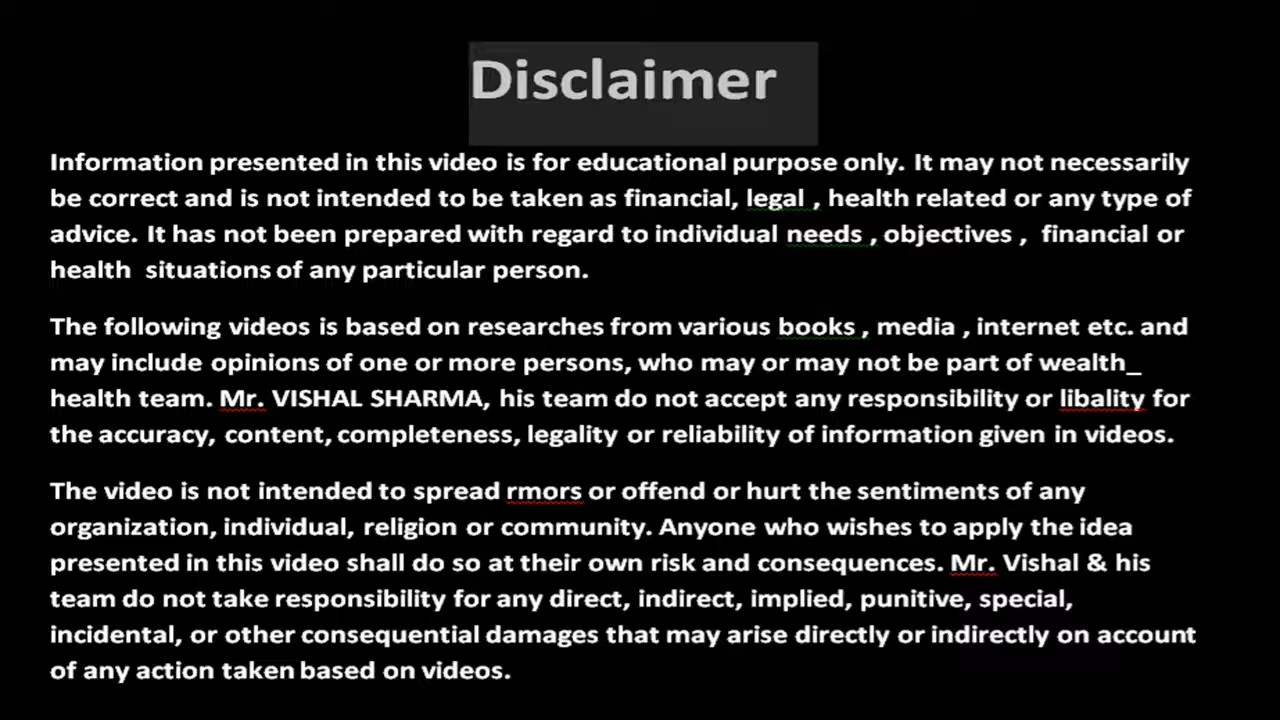 Disclaimer
Information presented in this video is for educational purpose only. It may not necessarily
be correct and is not intended to be taken as financial, legal , health related or any type of
advice. It has not been prepared with regard to individual needs , objectives ,  financial or
health  situations of any particular person.
The following videos is based on researches from various books , media , internet etc. and
may include opinions of one or more persons, who may or may not be part of wealth_
health team. Mr. VISHAL SHARMA, his team do not accept any responsibility or libality for
the accuracy, content, completeness, legality or reliability of information given in videos.
The video is not intended to spread rmors or offend or hurt the sentiments of any
organization, individual, religion or community. Anyone who wishes to apply the idea
presented in this video shall do so at their own risk and consequences. Mr. Vishal & his
team do not take responsibility for any direct, indirect, implied, punitive, special,
incidental, or other consequential damages that may arise directly or indirectly on account
of any action taken based on videos.